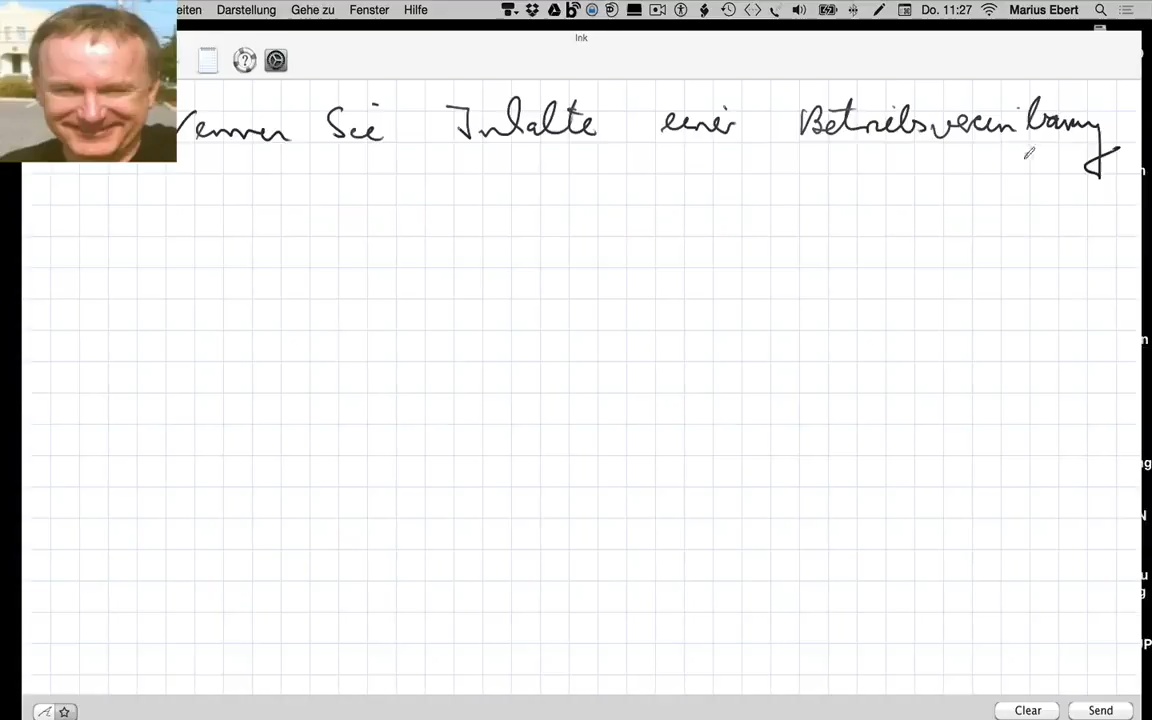 eiten Darstellung Gehe zu Fenster Hilfe Do. 11:27 Marius Ebert
Ink
ennen Sie Inhalte einer Betriebsvereinbarung
Clear Send